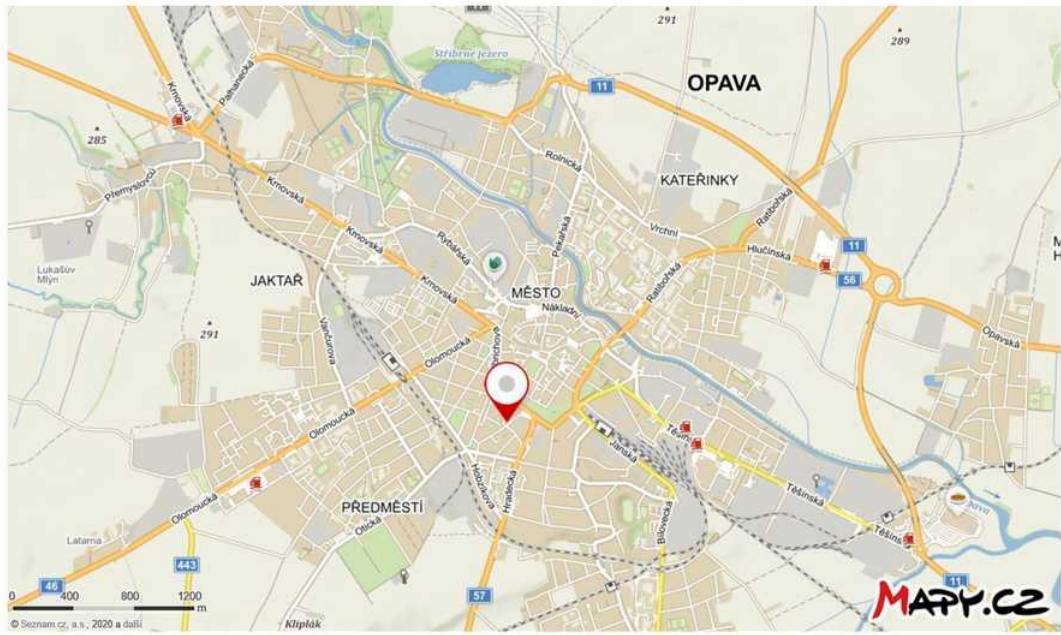 291
289
Stříbrné jezero
OPAVA
11
Krnovská
Palhanecká
285
Přemyslovců
Rolnická
KATEŘINKY
Krnovská
Pekařská
Vrchní
Ratibořská
Rybářská
Krnovská
Hlučínská
11
56
Lukašův
Mlýn
JAKTAŘ
Krnovská
MĚSTO
Nákladní
Ratibořská
291
Vančurova
Olomoucká
Opavská
Olomoucká
Těšínská
Hobzíkova
Hradecká
Těšínská
PŘEDMĚSTÍ
Otická
Olomoucká
Bílovecká
Těšínská
Latarna
443
46
57
11
0 400 800 1200
m
© Seznam.cz, a.s., 2020 a další
Kliplák
MAPY.CZ